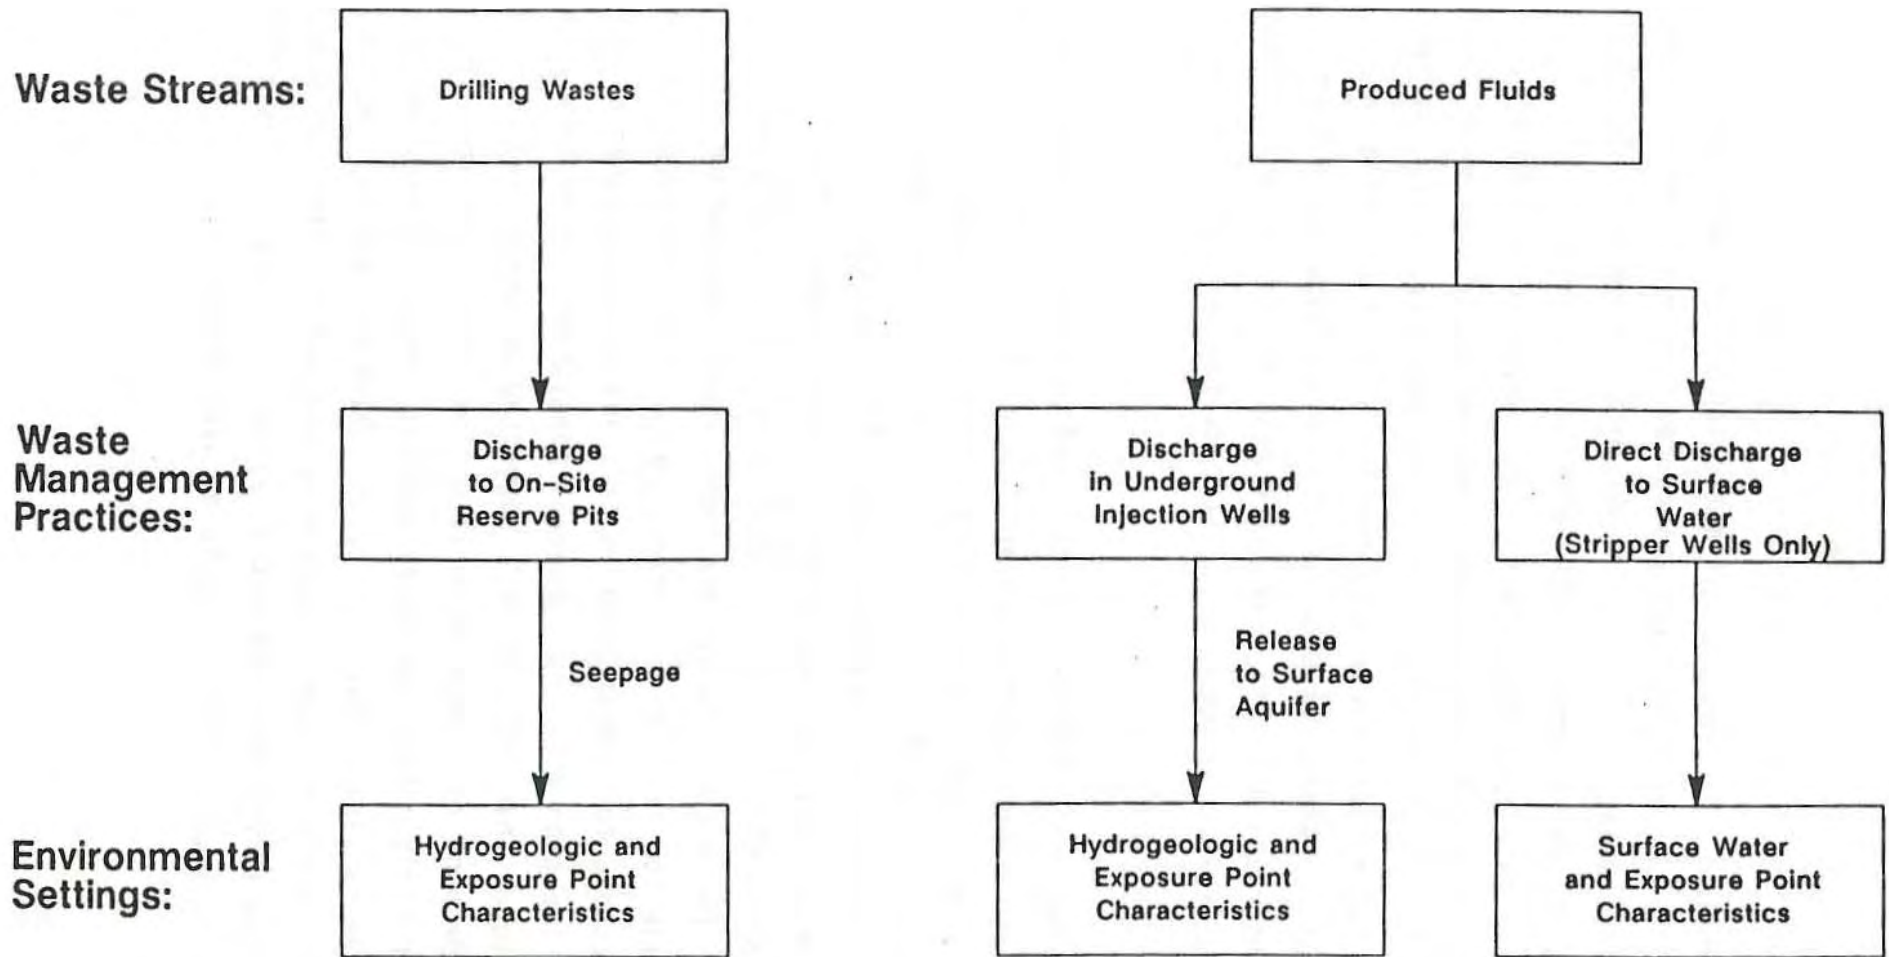 Waste Streams:
Drilling Wastes
Produced Fluids
Waste
Management
Practices:
Discharge
to On-Site
Reserve Pits
Discharge
in Underground
Injection Wells
Direct Discharge
to Surface
Water
(Stripper Wells Only)
Seepage
Release
to Surface
Aquifer
Environmental
Settings:
Hydrogeologic and
Exposure Point
Characteristics
Hydrogeologic and
Exposure Point
Characteristics
Surface Water
and Exposure Point
Characteristics